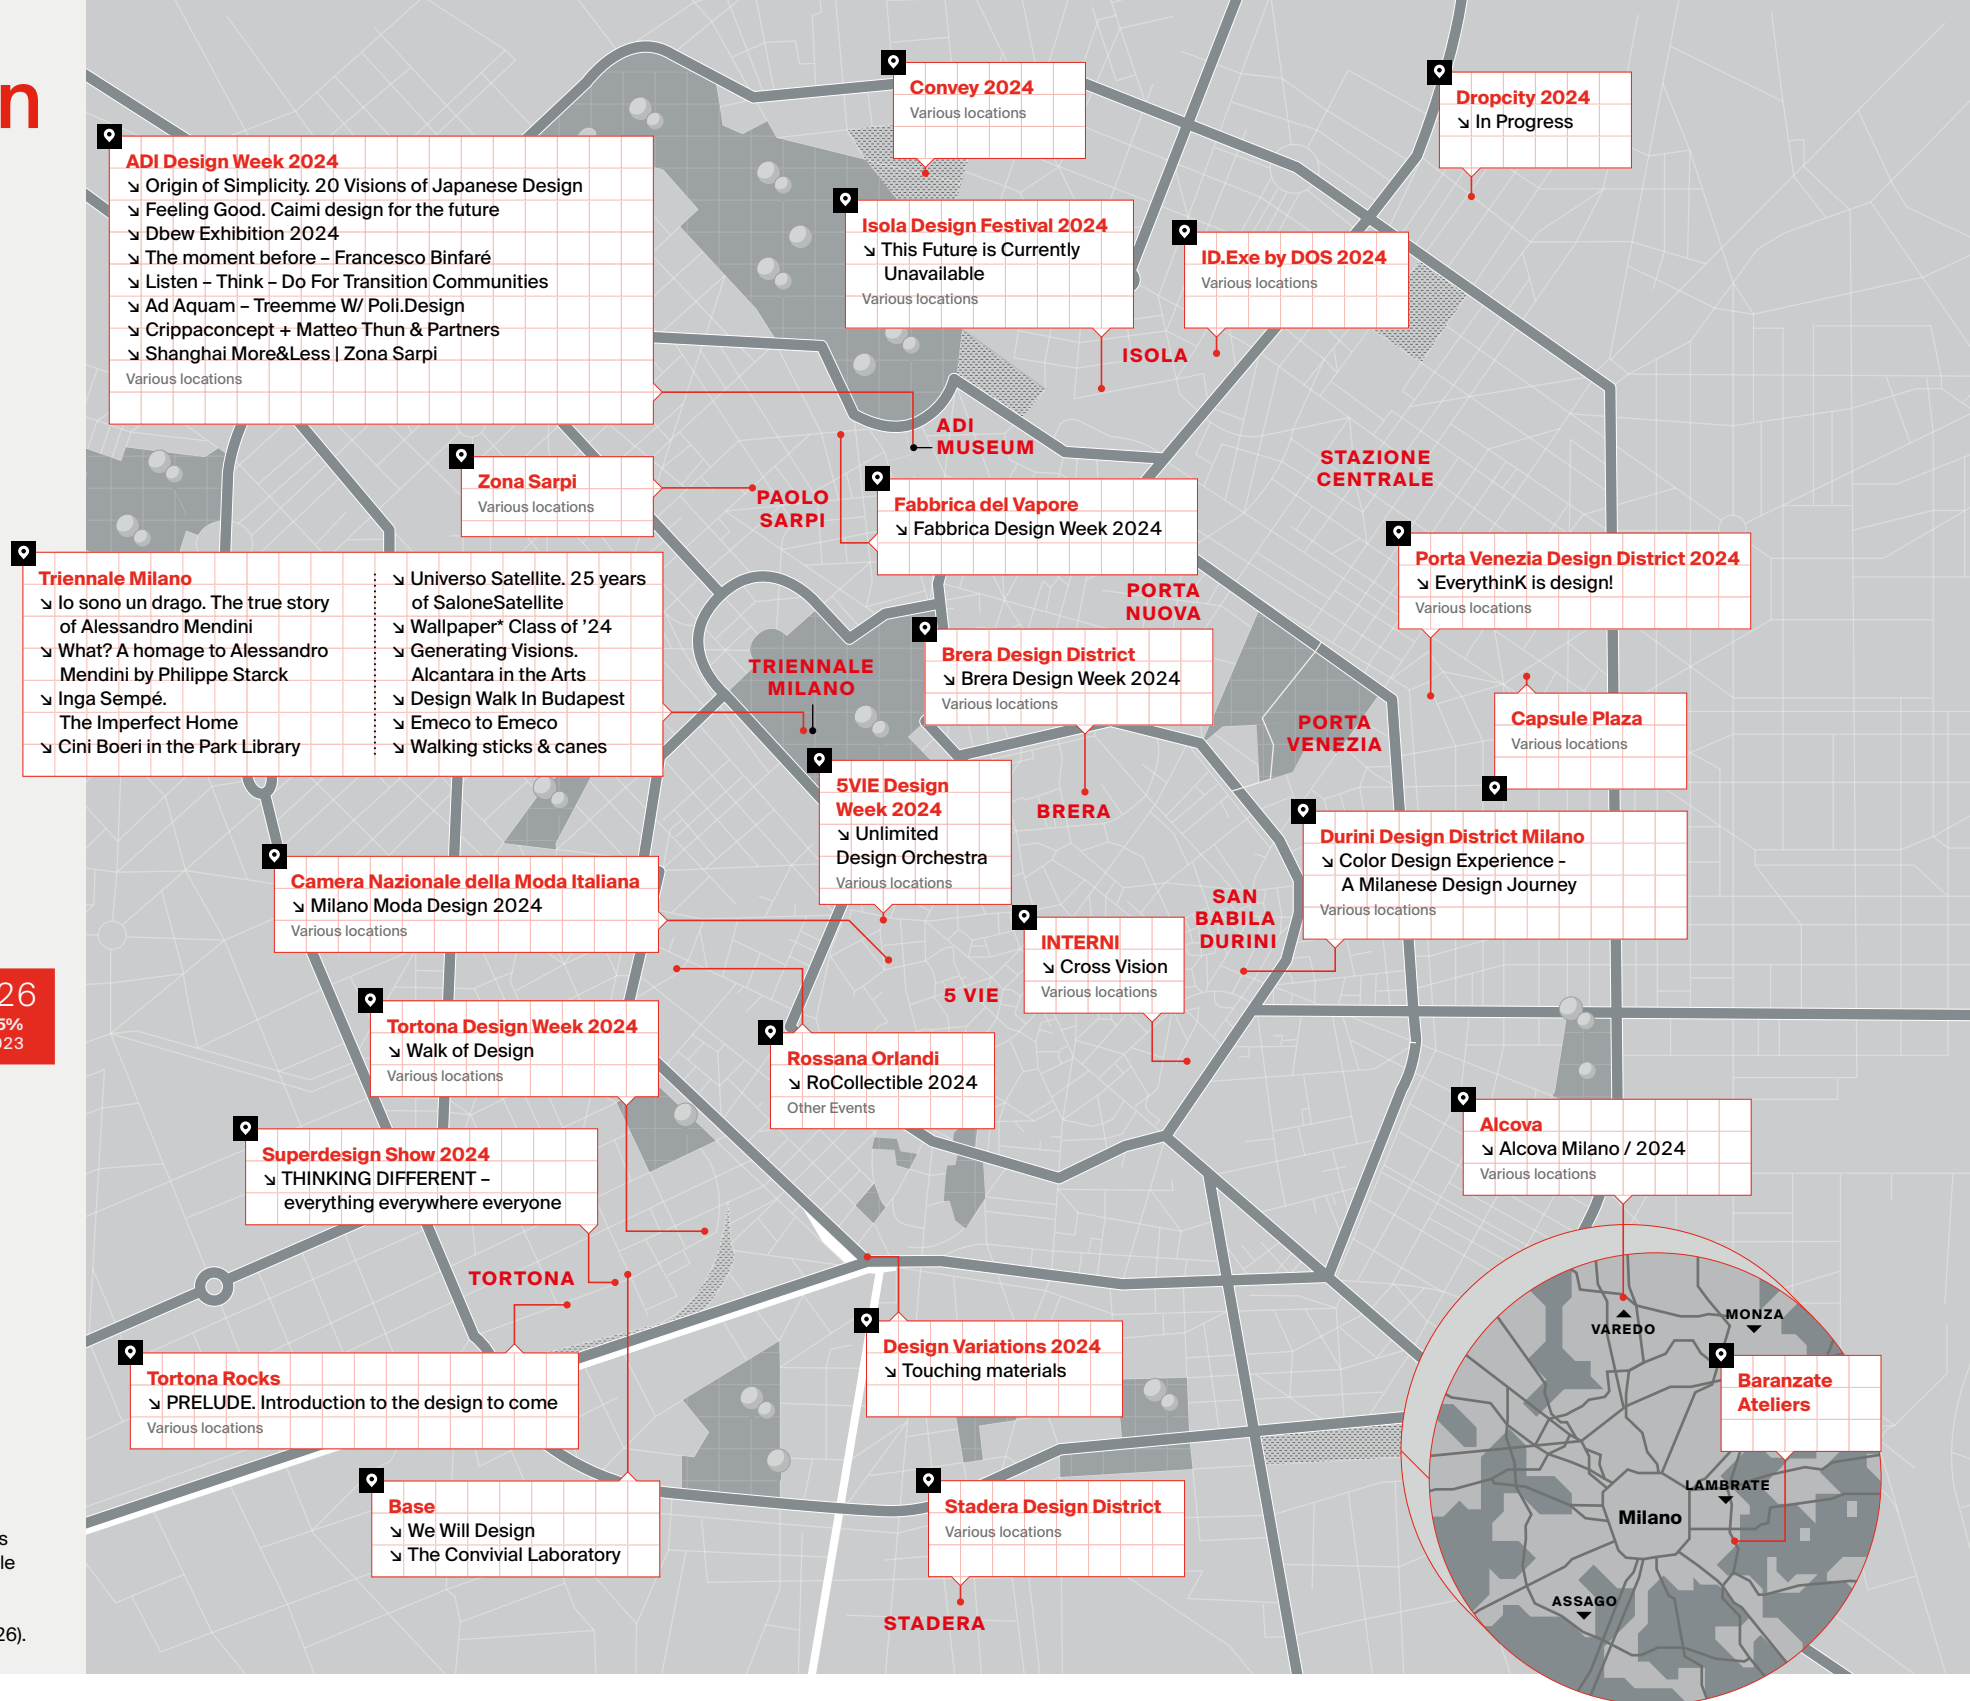 Convey 2024
Various locations
Dropcity 2024
↘ In Progress
ADI Design Week 2024
↘ Origin of Simplicity. 20 Visions of Japanese Design
↘ Feeling Good. Caimi design for the future
↘ Dbew Exhibition 2024
↘ The moment before – Francesco Binfaré
↘ Listen – Think – Do For Transition Communities
↘ Ad Aquam – Treemme W/ Poli.Design
↘ Crippaconcept + Matteo Thun & Partners
↘ Shanghai More&Less | Zona Sarpi
Various locations
Isola Design Festival 2024
↘ This Future is Currently
Unavailable
Various locations
ID.Exe by DOS 2024
Various locations
ISOLA
ADI
MUSEUM
STAZIONE
CENTRALE
Zona Sarpi
Various locations
PAOLO
SARPI
Fabbrica del Vapore
↘ Fabbrica Design Week 2024
PORTA
NUOVA
Porta Venezia Design District 2024
↘ EverythinK is design!
Various locations
Triennale Milano
↘ Io sono un drago. The true story
of Alessandro Mendini
↘ What? A homage to Alessandro
Mendini by Philippe Starck
↘ Inga Sempé.
The Imperfect Home
↘ Cini Boeri in the Park Library
↘ Universo Satellite. 25 years
of SaloneSatellite
↘ Wallpaper* Class of ’24
↘ Generating Visions.
Alcantara in the Arts
↘ Design Walk In Budapest
↘ Emeco to Emeco
↘ Walking sticks & canes
TRIENNALE
MILANO
Brera Design District
↘ Brera Design Week 2024
Various locations
PORTA
VENEZIA
Capsule Plaza
Various locations
5VIE Design
Week 2024
↘ Unlimited
Design Orchestra
Various locations
BRERA
Durini Design District Milano
↘ Color Design Experience -
A Milanese Design Journey
Various locations
Camera Nazionale della Moda Italiana
↘ Milano Moda Design 2024
Various locations
SAN
BABILA
DURINI
INTERNI
↘ Cross Vision
Various locations
5 VIE
Tortona Design Week 2024
↘ Walk of Design
Various locations
Rossana Orlandi
↘ RoCollectible 2024
Other Events
Alcova
↘ Alcova Milano / 2024
Various locations
Superdesign Show 2024
↘ THINKING DIFFERENT –
everything everywhere everyone
TORTONA
Tortona Rocks
↘ PRELUDE. Introduction to the design to come
Various locations
Design Variations 2024
↘ Touching materials
VAREDO
MONZA
Baranzate
Ateliers
LAMBRATE
Milano
ASSAGO
Base
↘ We Will Design
↘ The Convivial Laboratory
Stadera Design District
Various locations
STADERA